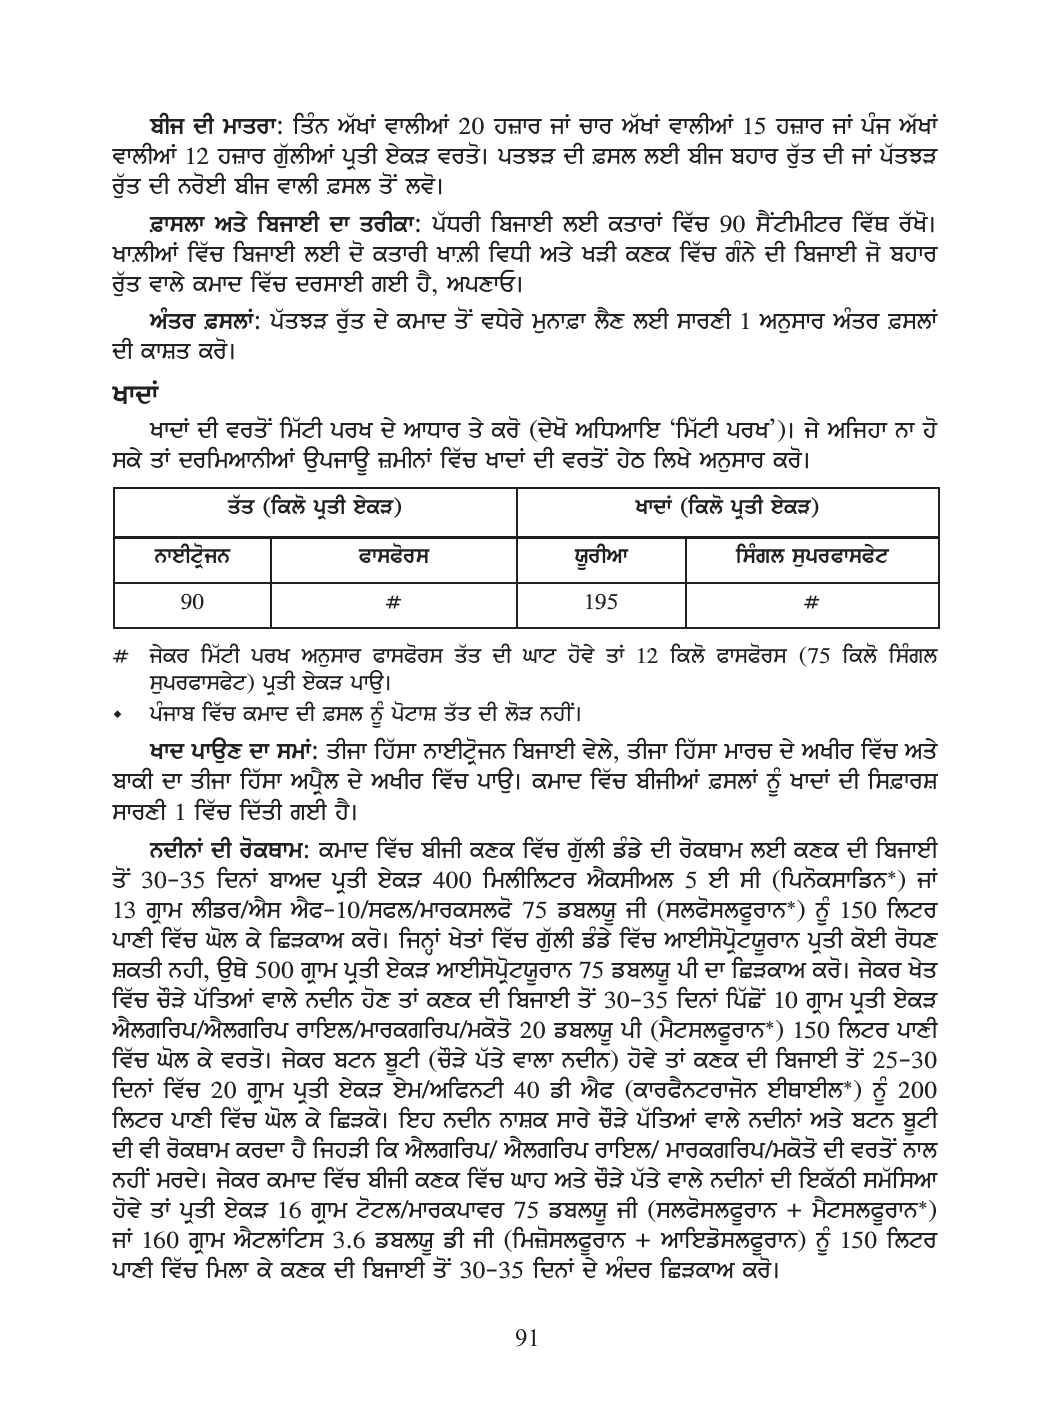 ਬੀਜ ਦੀ ਮਾਤਰਾ: ਤਿੰਨ ਅੱਖਾਂ ਵਾਲੀਆਂ 20 ਹਜ਼ਾਰ ਜਾਂ ਚਾਰ ਅੱਖਾਂ ਵਾਲੀਆਂ 15 ਹਜ਼ਾਰ ਜਾਂ ਪੰਜ ਅੱਖਾਂ
ਵਾਲੀਆਂ 12 ਹਜ਼ਾਰ ਗੁੱਲੀਆਂ ਪ੍ਰਤੀ ਏਕੜ ਵਰਤੋ। ਪਤਝੜ ਦੀ ਫ਼ਸਲ ਲਈ ਬੀਜ ਬਹਾਰ ਰੁੱਤ ਦੀ ਜਾਂ ਪੱਤਝੜ
ਰੁੱਤ ਦੀ ਨਰੋਈ ਬੀਜ ਵਾਲੀ ਫ਼ਸਲ ਤੋਂ ਲਵੋ।
ਫ਼ਾਸਲਾ ਅਤੇ ਬਿਜਾਈ ਦਾ ਤਰੀਕਾ: ਪੱਧਰੀ ਬਿਜਾਈ ਲਈ ਕਤਾਰਾਂ ਵਿੱਚ 90 ਸੈਂਟੀਮੀਟਰ ਵਿੱਥ ਰੱਖੋ।
ਖਾਲ਼ੀਆਂ ਵਿੱਚ ਬਿਜਾਈ ਲਈ ਦੋ ਕਤਾਰੀ ਖਾਲ਼ੀ ਵਿਧੀ ਅਤੇ ਖੜੀ ਕਣਕ ਵਿੱਚ ਗੰਨੇ ਦੀ ਬਿਜਾਈ ਜੋ ਬਹਾਰ
ਰੁੱਤ ਵਾਲੇ ਕਮਾਦ ਵਿੱਚ ਦਰਸਾਈ ਗਈ ਹੈ, ਅਪਣਾਓ।
ਅੰਤਰ ਫ਼ਸਲਾਂ: ਪੱਤਝੜ ਰੁੱਤ ਦੇ ਕਮਾਦ ਤੋਂ ਵਧੇਰੇ ਮੁਨਾਫ਼ਾ ਲੈਣ ਲਈ ਸਾਰਣੀ 1 ਅਨੁਸਾਰ ਅੰਤਰ ਫ਼ਸਲਾਂ
ਦੀ ਕਾਸ਼ਤ ਕਰੋ।
ਖਾਦਾਂ
ਖਾਦਾਂ ਦੀ ਵਰਤੋਂ ਮਿੱਟੀ ਪਰਖ ਦੇ ਆਧਾਰ ਤੇ ਕਰੋ (ਦੇਖੋ ਅਧਿਆਇ ‘ਮਿੱਟੀ ਪਰਖ’)। ਜੇ ਅਜਿਹਾ ਨਾ ਹੋ
ਸਕੇ ਤਾਂ ਦਰਮਿਆਨੀਆਂ ਉਪਜਾਊ ਜ਼ਮੀਨਾਂ ਵਿੱਚ ਖਾਦਾਂ ਦੀ ਵਰਤੋਂ ਹੇਠ ਲਿਖੇ ਅਨੁਸਾਰ ਕਰੋ।
ਤੱਤ (ਕਿਲੋ ਪ੍ਰਤੀ ਏਕੜ) ਖਾਦਾਂ (ਕਿਲੋ ਪ੍ਰਤੀ ਏਕੜ)
ਨਾਈਟ੍ਰੋਜਨ ਫਾਸਫੋਰਸ ਯੂਰੀਆ ਸਿੰਗਲ ਸੁਪਰਫਾਸਫੇਟ
90 # 195 #
# ਜੇਕਰ ਮਿੱਟੀ ਪਰਖ ਅਨੁਸਾਰ ਫਾਸਫੋਰਸ ਤੱਤ ਦੀ ਘਾਟ ਹੋਵੇ ਤਾਂ 12 ਕਿਲੋ ਫਾਸਫੋਰਸ (75 ਕਿਲੋ ਸਿੰਗਲ
ਸੁਪਰਫਾਸਫੇਟ) ਪ੍ਰਤੀ ਏਕੜ ਪਾਉ।
⬥ ਪੰਜਾਬ ਵਿੱਚ ਕਮਾਦ ਦੀ ਫ਼ਸਲ ਨੂੰ ਪੋਟਾਸ਼ ਤੱਤ ਦੀ ਲੋੜ ਨਹੀਂ।
ਖਾਦ ਪਾਉਣ ਦਾ ਸਮਾਂ: ਤੀਜਾ ਹਿੱਸਾ ਨਾਈਟ੍ਰੋਜਨ ਬਿਜਾਈ ਵੇਲੇ, ਤੀਜਾ ਹਿੱਸਾ ਮਾਰਚ ਦੇ ਅਖੀਰ ਵਿੱਚ ਅਤੇ
ਬਾਕੀ ਦਾ ਤੀਜਾ ਹਿੱਸਾ ਅਪ੍ਰੈਲ ਦੇ ਅਖੀਰ ਵਿੱਚ ਪਾਉ। ਕਮਾਦ ਵਿੱਚ ਬੀਜੀਆਂ ਫ਼ਸਲਾਂ ਨੂੰ ਖਾਦਾਂ ਦੀ ਸਿਫ਼ਾਰਸ਼
ਸਾਰਣੀ 1 ਵਿੱਚ ਦਿੱਤੀ ਗਈ ਹੈ।
ਨਦੀਨਾਂ ਦੀ ਰੋਕਥਾਮ: ਕਮਾਦ ਵਿੱਚ ਬੀਜੀ ਕਣਕ ਵਿੱਚ ਗੁੱਲੀ ਡੰਡੇ ਦੀ ਰੋਕਥਾਮ ਲਈ ਕਣਕ ਦੀ ਬਿਜਾਈ
ਤੋਂ 30-35 ਦਿਨਾਂ ਬਾਅਦ ਪ੍ਰਤੀ ਏਕੜ 400 ਮਿਲੀਲਿਟਰ ਐਕਸੀਅਲ 5 ਈ ਸੀ (ਪਿਨੋਕਸਾਡਿਨ*) ਜਾਂ
13 ਗ੍ਰਾਮ ਲੀਡਰ/ਐਸ ਐਫ-10/ਸਫਲ/ਮਾਰਕਸਲਫੋ 75 ਡਬਲਯੂ ਜੀ (ਸਲਫੋਸਲਫੂਰਾਨ*) ਨੂੰ 150 ਲਿਟਰ
ਪਾਣੀ ਵਿੱਚ ਘੋਲ ਕੇ ਛਿੜਕਾਅ ਕਰੋ। ਜਿਨ੍ਹਾਂ ਖੇਤਾਂ ਵਿੱਚ ਗੁੱਲੀ ਡੰਡੇ ਵਿੱਚ ਆਈਸੋਪ੍ਰੋਟਯੂਰਾਨ ਪ੍ਰਤੀ ਕੋਈ ਰੋਧਣ
ਸ਼ਕਤੀ ਨਹੀ, ਉਥੇ 500 ਗ੍ਰਾਮ ਪ੍ਰਤੀ ਏਕੜ ਆਈਸੋਪ੍ਰੋਟਯੂਰਾਨ 75 ਡਬਲਯੂ ਪੀ ਦਾ ਛਿੜਕਾਅ ਕਰੋ। ਜੇਕਰ ਖੇਤ
ਵਿੱਚ ਚੌੜੇ ਪੱਤਿਆਂ ਵਾਲੇ ਨਦੀਨ ਹੋਣ ਤਾਂ ਕਣਕ ਦੀ ਬਿਜਾਈ ਤੋਂ 30-35 ਦਿਨਾਂ ਪਿੱਛੋਂ 10 ਗ੍ਰਾਮ ਪ੍ਰਤੀ ਏਕੜ
ਐਲਗਰਿਪ/ਐਲਗਰਿਪ ਰਾਇਲ/ਮਾਰਕਗਰਿਪ/ਮਕੋਤੋ 20 ਡਬਲਯੂ ਪੀ (ਮੈਟਸਲਫੂਰਾਨ*) 150 ਲਿਟਰ ਪਾਣੀ
ਵਿੱਚ ਘੋਲ ਕੇ ਵਰਤੋ। ਜੇਕਰ ਬਟਨ ਬੂਟੀ (ਚੌੜੇ ਪੱਤੇ ਵਾਲਾ ਨਦੀਨ) ਹੋਵੇ ਤਾਂ ਕਣਕ ਦੀ ਬਿਜਾਈ ਤੋਂ 25-30
ਦਿਨਾਂ ਵਿੱਚ 20 ਗ੍ਰਾਮ ਪ੍ਰਤੀ ਏਕੜ ਏਮ/ਅਫਿਨਟੀ 40 ਡੀ ਐਫ (ਕਾਰਫੈਨਟਰਾਜੋਨ ਈਥਾਈਲ*) ਨੂੰ 200
ਲਿਟਰ ਪਾਣੀ ਵਿੱਚ ਘੋਲ ਕੇ ਛਿੜਕੋ। ਇਹ ਨਦੀਨ ਨਾਸ਼ਕ ਸਾਰੇ ਚੌੜੇ ਪੱਤਿਆਂ ਵਾਲੇ ਨਦੀਨਾਂ ਅਤੇ ਬਟਨ ਬੂਟੀ
ਦੀ ਵੀ ਰੋਕਥਾਮ ਕਰਦਾ ਹੈ ਜਿਹੜੀ ਕਿ ਐਲਗਰਿਪ/ ਐਲਗਰਿਪ ਰਾਇਲ/ ਮਾਰਕਗਰਿਪ/ਮਕੋਤੋ ਦੀ ਵਰਤੋਂ ਨਾਲ
ਨਹੀਂ ਮਰਦੇ। ਜੇਕਰ ਕਮਾਦ ਵਿੱਚ ਬੀਜੀ ਕਣਕ ਵਿੱਚ ਘਾਹ ਅਤੇ ਚੌੜੇ ਪੱਤੇ ਵਾਲੇ ਨਦੀਨਾਂ ਦੀ ਇਕੱਠੀ ਸਮੱਸਿਆ
ਹੋਵੇ ਤਾਂ ਪ੍ਰਤੀ ਏਕੜ 16 ਗ੍ਰਾਮ ਟੋਟਲ/ਮਾਰਕਪਾਵਰ 75 ਡਬਲਯੂ ਜੀ (ਸਲਫੋਸਲਫੂਰਾਨ + ਮੈਟਸਲਫੂਰਾਨ*)
ਜਾਂ 160 ਗ੍ਰਾਮ ਐਟਲਾਂਟਿਸ 3.6 ਡਬਲਯੂ ਡੀ ਜੀ (ਮਿਜ਼ੋਸਲਫੂਰਾਨ + ਆਇਡੋਸਲਫੂਰਾਨ) ਨੂੰ 150 ਲਿਟਰ
ਪਾਣੀ ਵਿੱਚ ਮਿਲਾ ਕੇ ਕਣਕ ਦੀ ਬਿਜਾਈ ਤੋਂ 30-35 ਦਿਨਾਂ ਦੇ ਅੰਦਰ ਛਿੜਕਾਅ ਕਰੋ।
91